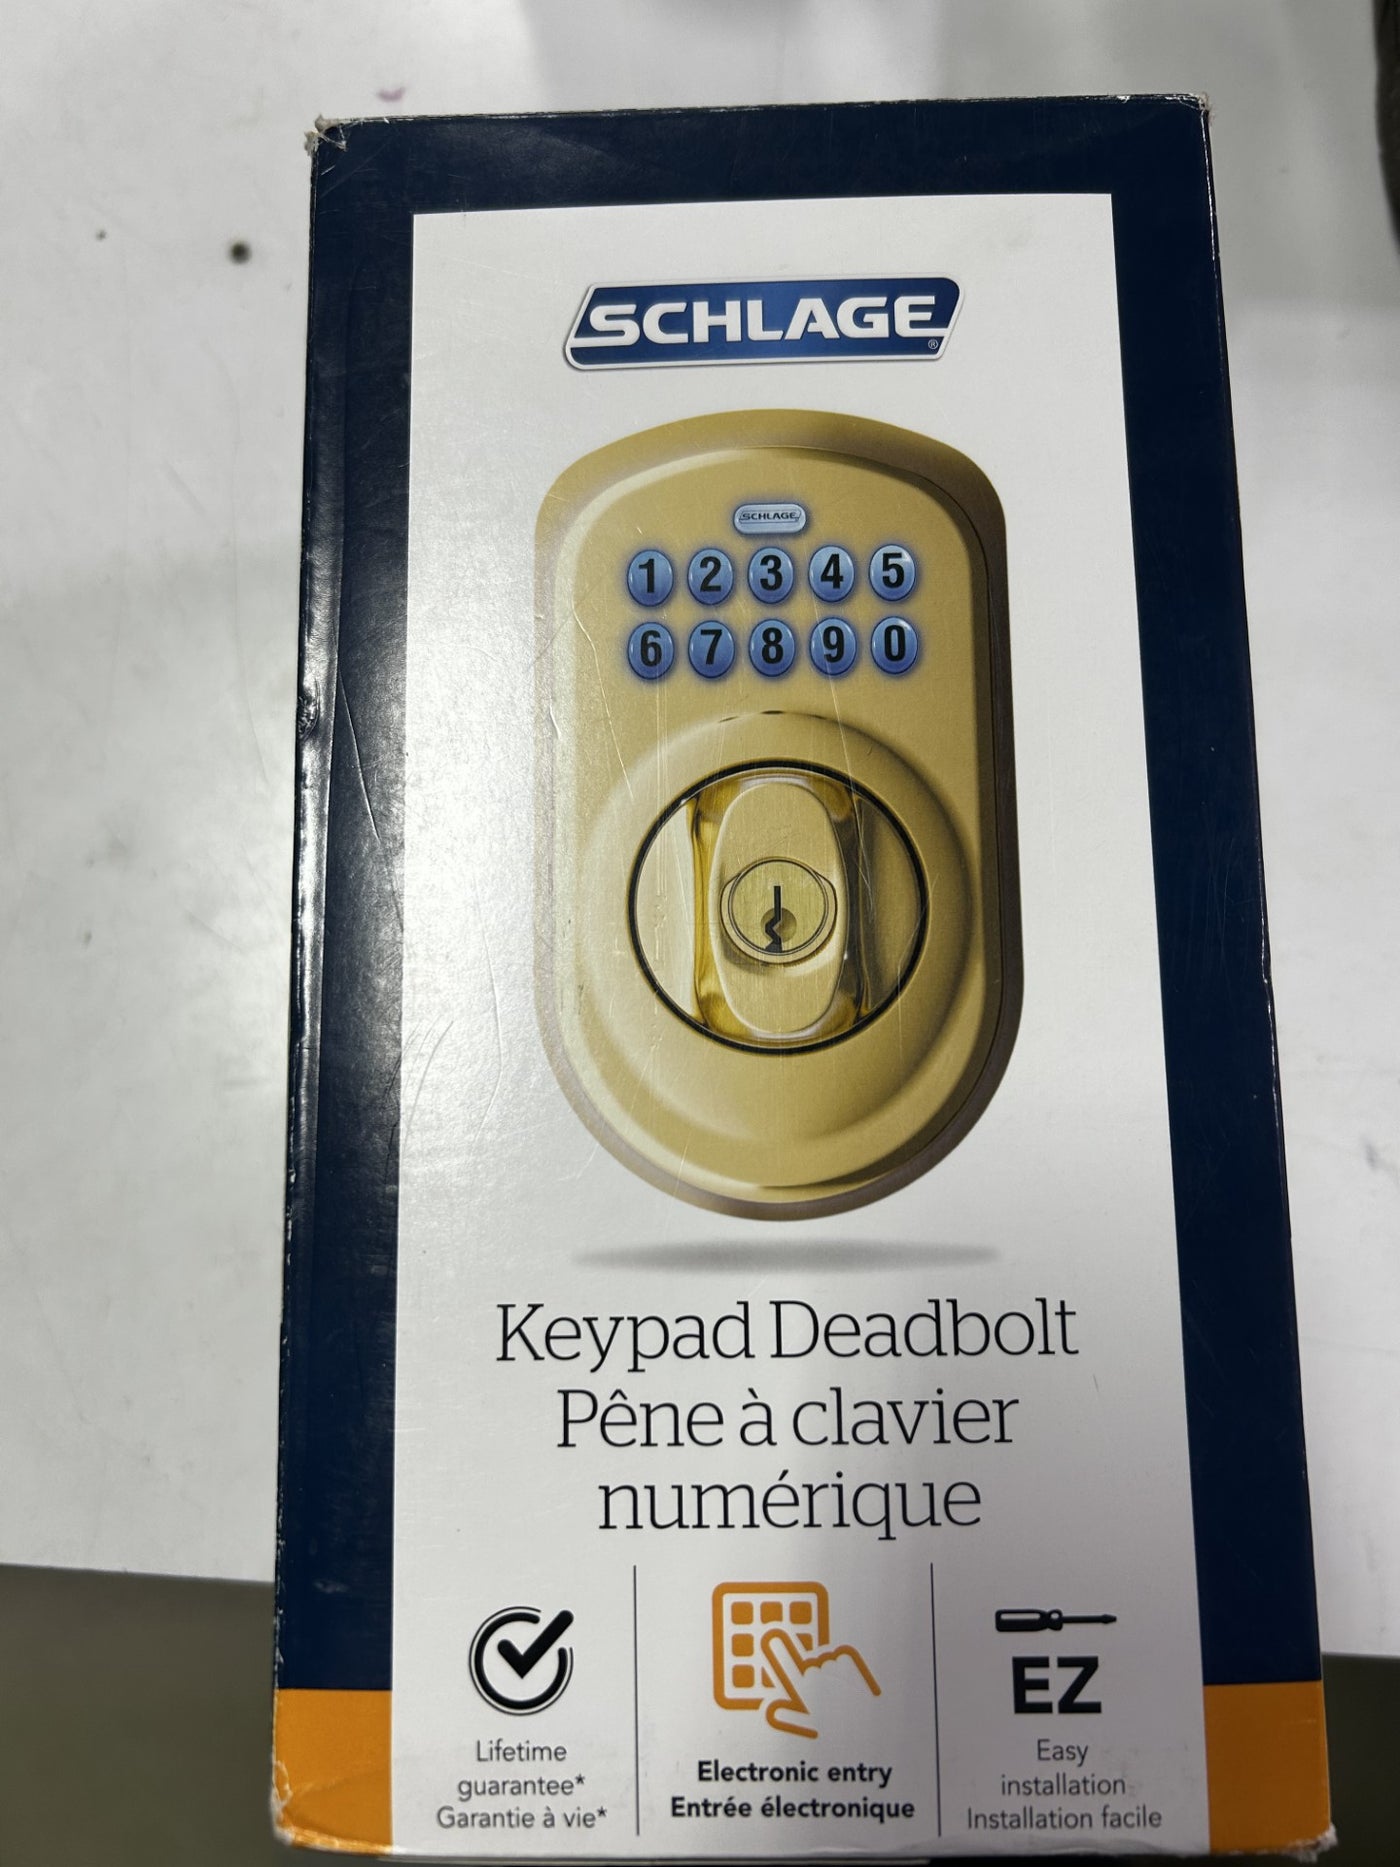 SCHLAGE®
SCHLAGE
1 2 3 4 5
6 7 8 9 0
Keypad Deadbolt
Pêne à clavier
numérique
Lifetime
guarantee*
Garantie à vie*
Electronic entry
Entrée électronique
EZ
Easy
installation
Installation facile